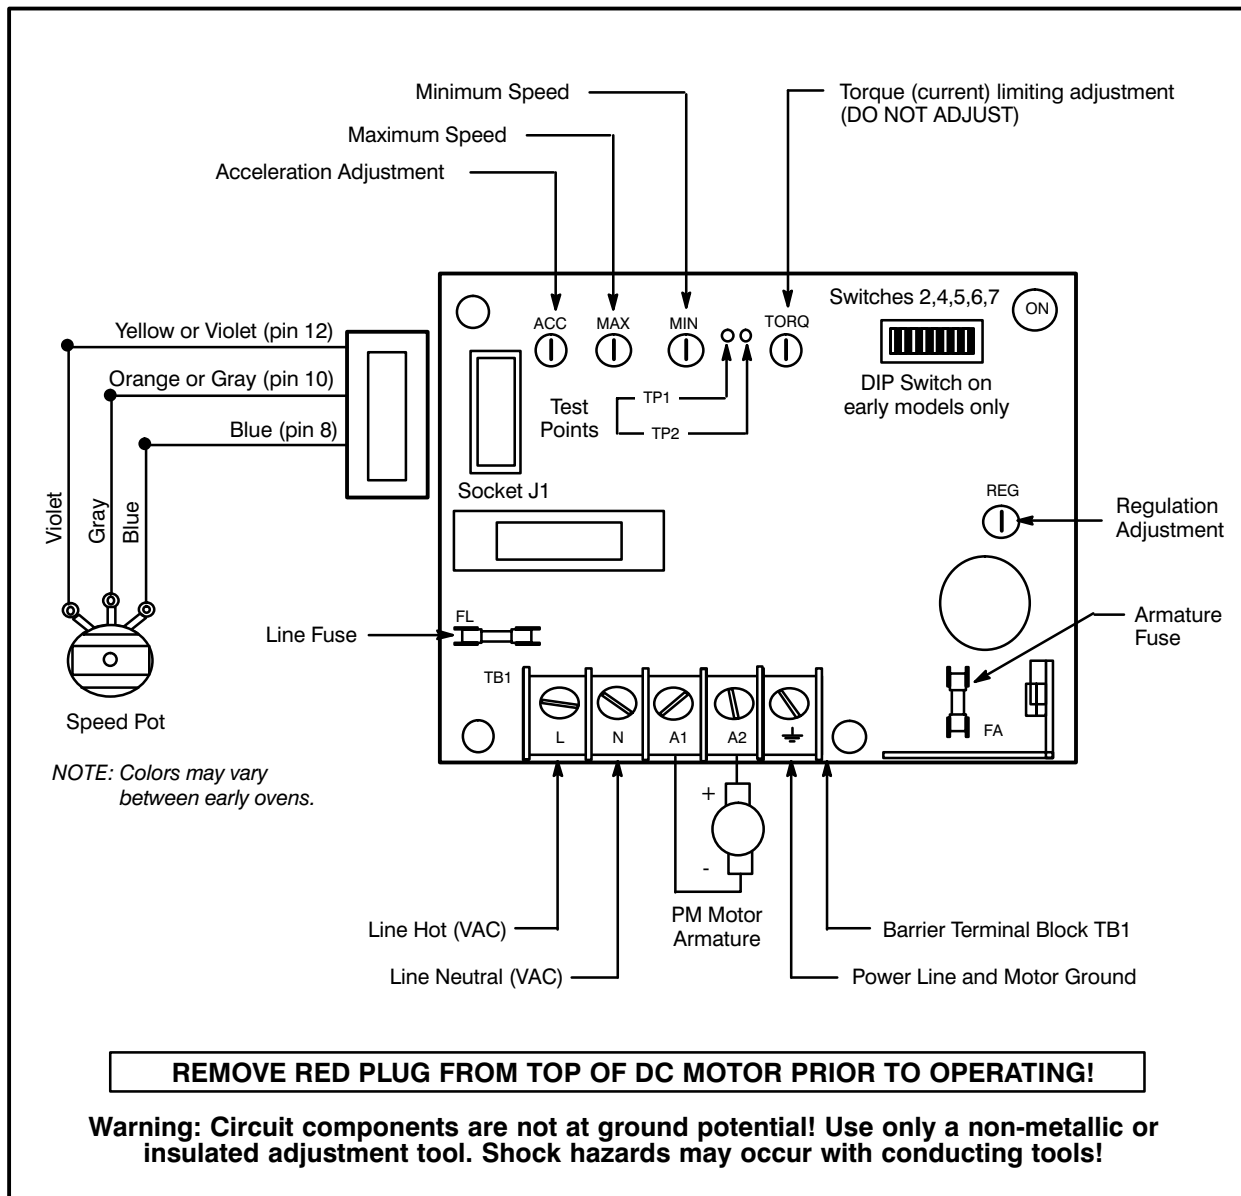 Minimum Speed
Maximum Speed
Acceleration Adjustment
Torque (current) limiting adjustment
(DO NOT ADJUST)
Switches 2,4,5,6,7
ON
ACC
MAX
MIN
TORQ
DIP Switch on
early models only
Test
Points
TP1
TP2
Yellow or Violet (pin 12)
Orange or Gray (pin 10)
Blue (pin 8)
Violet
Gray
Blue
Socket J1
REG
Regulation
Adjustment
FL
Line Fuse
Armature
Fuse
TB1
FA
L
N
A1
A2
Speed Pot
NOTE: Colors may vary
between early ovens.
+
-
PM Motor
Armature
Line Hot (VAC)
Line Neutral (VAC)
Barrier Terminal Block TB1
Power Line and Motor Ground
REMOVE RED PLUG FROM TOP OF DC MOTOR PRIOR TO OPERATING!
Warning: Circuit components are not at ground potential! Use only a non-metallic or
insulated adjustment tool. Shock hazards may occur with conducting tools!